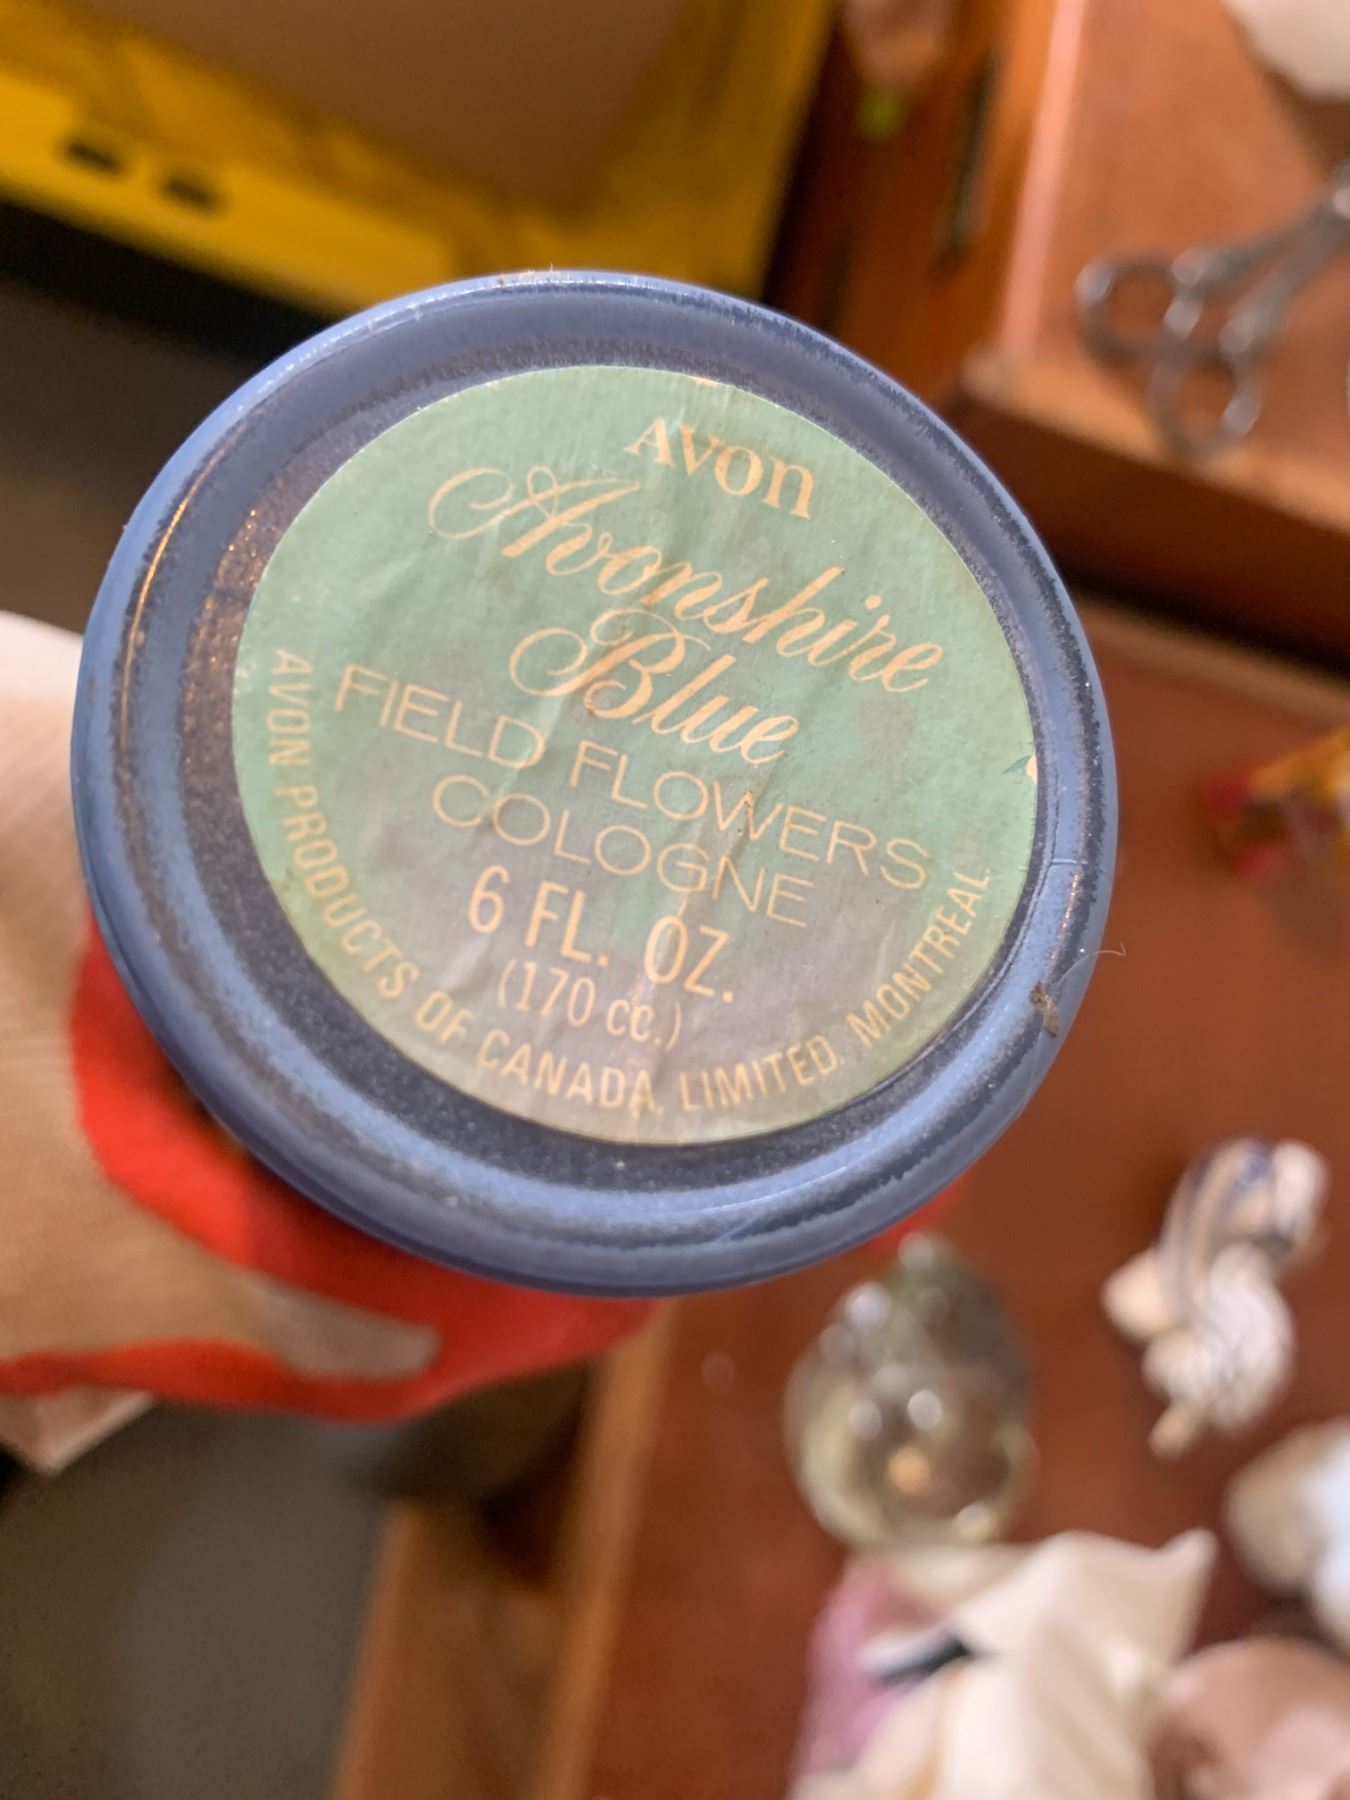 AVON
Avonshire
Blue
FIELD FLOWERS
COLOGNE
6 FL. OZ.
(170 cc.)
AVON PRODUCTS OF CANADA, LIMITED. MONTREAL.